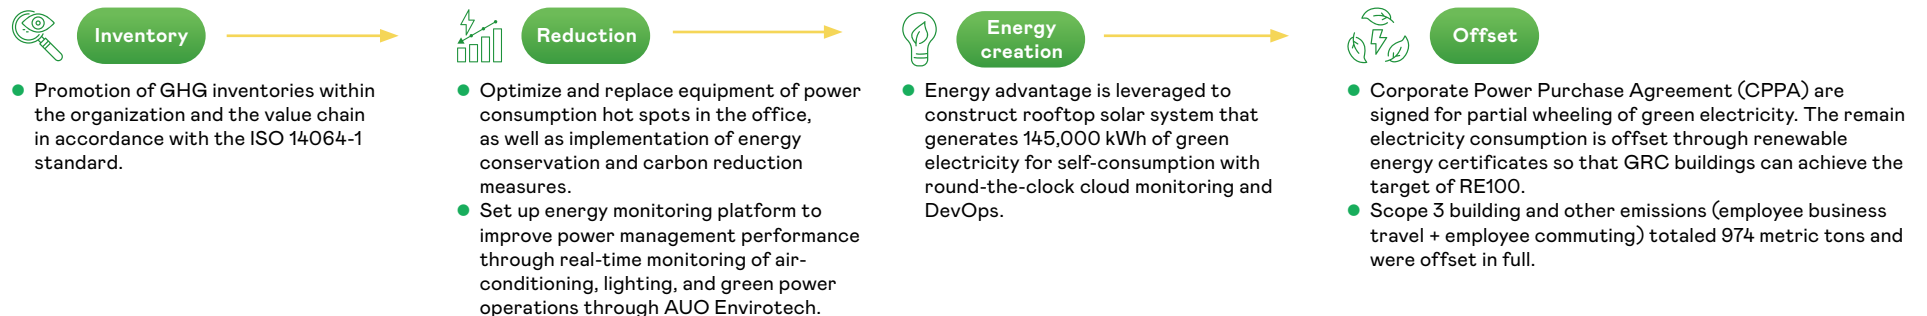 Inventory
Promotion of GHG inventories within
the organization and the value chain
in accordance with the ISO 14064-1
standard.
Reduction
Optimize and replace equipment of power
consumption hot spots in the office,
as well as implementation of energy
conservation and carbon reduction
measures.
Set up energy monitoring platform to
improve power management performance
through real-time monitoring of air-
conditioning, lighting, and green power
operations through AUO Envirotech.
Energy
creation
Energy advantage is leveraged to
construct rooftop solar system that
generates 145,000 kWh of green
electricity for self-consumption with
round-the-clock cloud monitoring and
DevOps.
Offset
Corporate Power Purchase Agreement (CPPA) are
signed for partial wheeling of green electricity. The remain
electricity consumption is offset through renewable
energy certificates so that GRC buildings can achieve the
target of RE100.
Scope 3 building and other emissions (employee business
travel + employee commuting) totaled 974 metric tons and
were offset in full.